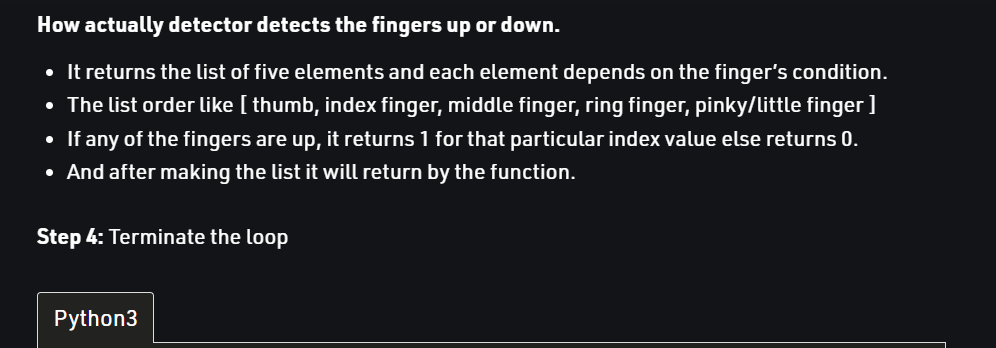 How actually detector detects the fingers up or down.
• It returns the list of five elements and each element depends on the finger's condition.
• The list order like [ thumb, index finger, middle finger, ring finger, pinky/little finger ]
• If any of the fingers are up, it returns 1 for that particular index value else returns 0.
• And after making the list it will return by the function.
Step 4: Terminate the loop
Python3